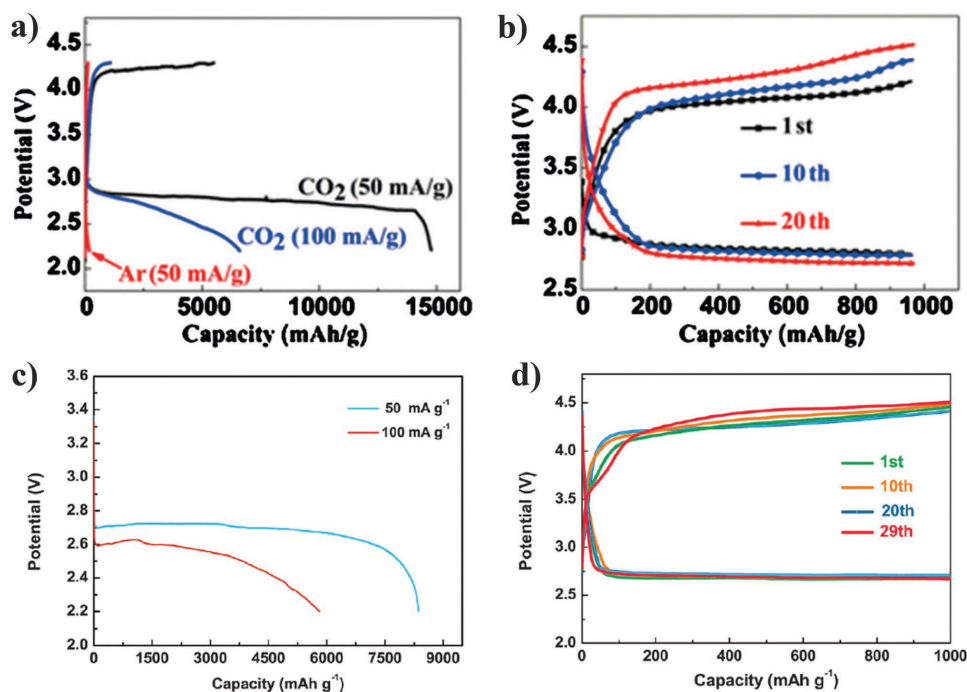 a)
4.5
4.0
3.5
3.0
2.5
2.0
Potential (V)
CO2 (50 mA/g)
CO2 (100 mA/g)
Ar (50 mA/g)
0
5000
10000
15000
Capacity (mAh/g)
b)
4.5
4.0
3.5
3.0
2.5
Potential (V)
1st
10th
20th
0
200
400
600
800
1000
Capacity (mAh/g)
c)
3.6
3.4
3.2
3.0
2.8
2.6
2.4
2.2
2.0
Potential (V)
50 mA g-1
100 mA g-1
0
1500
3000
4500
6000
7500
9000
Capacity (mAh g-1)
d)
4.5
4.0
3.5
3.0
2.5
2.0
Potential (V)
1st
10th
20th
29th
0
200
400
600
800
1000
Capacity (mAh g-1)